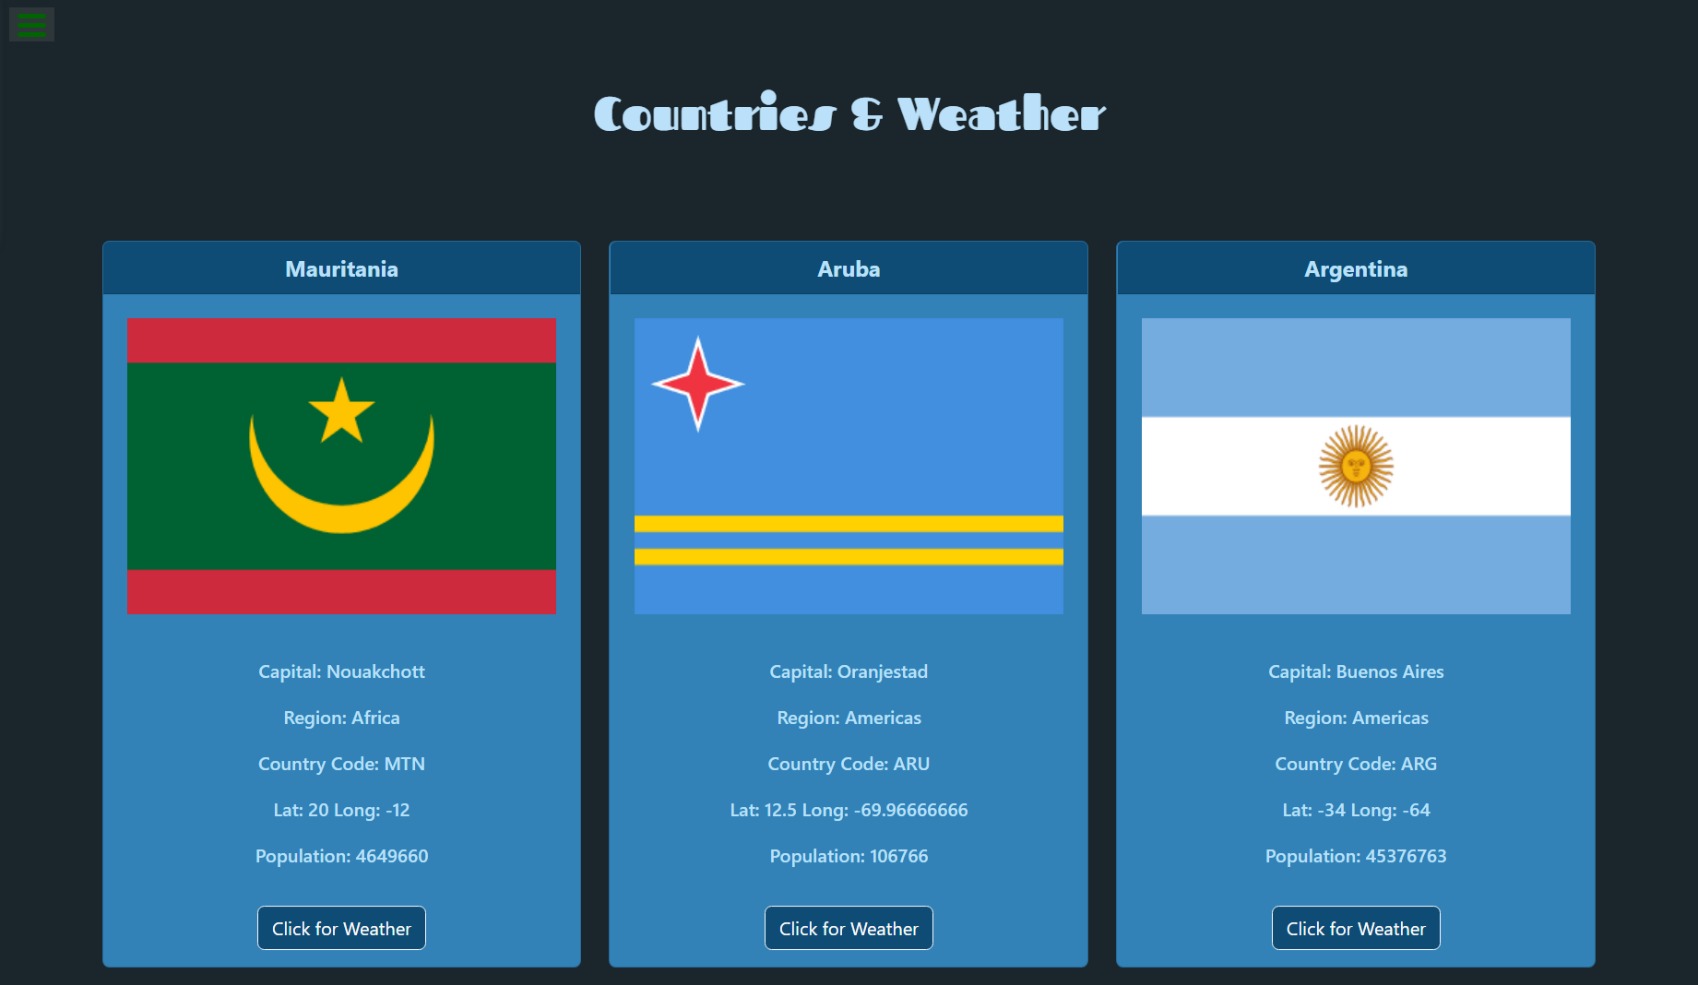 Countries & Weather
Mauritania
Capital: Nouakchott
Region: Africa
Country Code: MTN
Lat: 20 Long: -12
Population: 4649660
Click for Weather
Aruba
Capital: Oranjestad
Region: Americas
Country Code: ARU
Lat: 12.5 Long: -69.96666666
Population: 106766
Click for Weather
Argentina
Capital: Buenos Aires
Region: Americas
Country Code: ARG
Lat: -34 Long: -64
Population: 45376763
Click for Weather